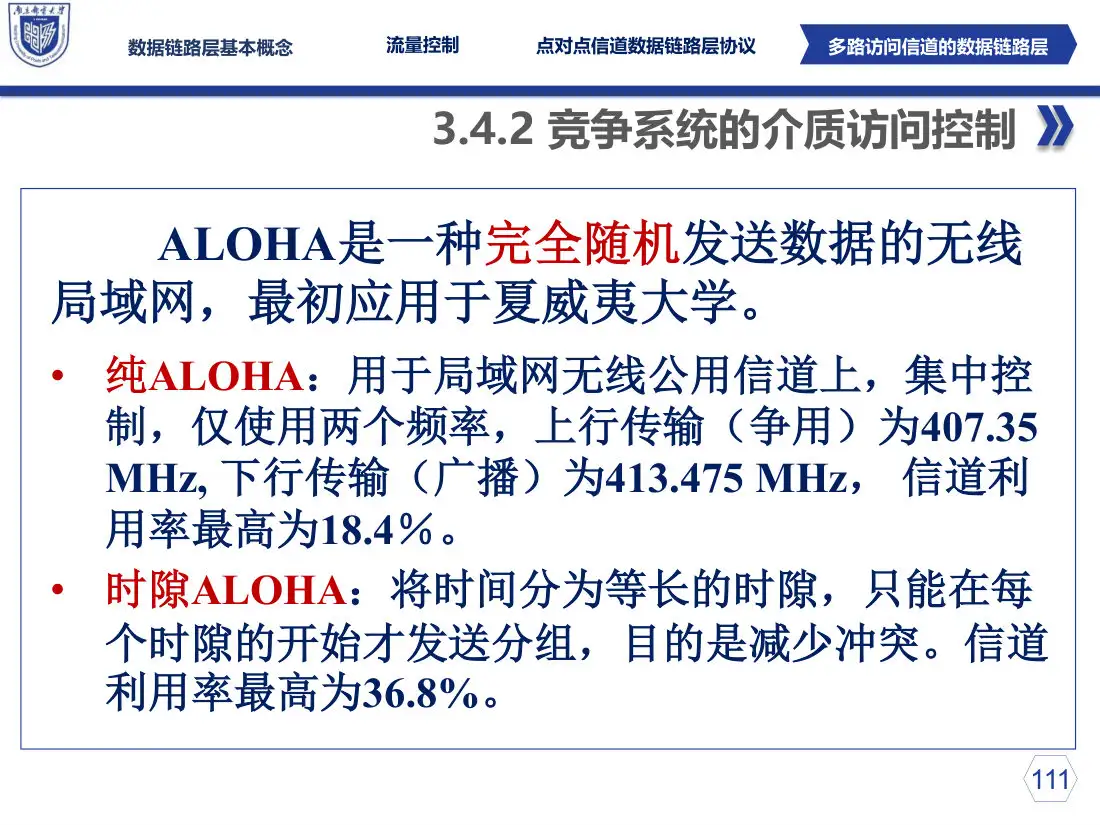 南京邮电大学
数据链路层基本概念
流量控制
点对点信道数据链路层协议
多路访问信道的数据链路层
3.4.2 竞争系统的介质访问控制
ALOHA是一种完全随机发送数据的无线
局域网，最初应用于夏威夷大学。
• 纯ALOHA：用于局域网无线公用信道上，集中控
制，仅使用两个频率，上行传输（争用）为407.35
MHz, 下行传输（广播）为413.475 MHz， 信道利
用率最高为18.4％。
• 时隙ALOHA：将时间分为等长的时隙，只能在每
个时隙的开始才发送分组，目的是减少冲突。信道
利用率最高为36.8%。
111